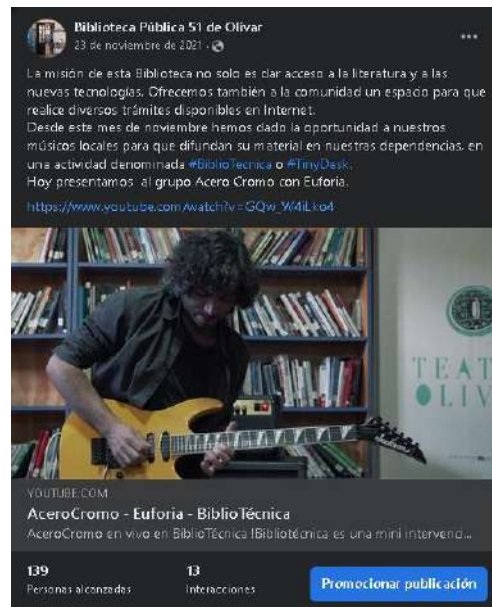 Biblioteca Pública 51 de Olivar
23 de noviembre de 2021 ·
La misión de esta Biblioteca no solo es dar acceso a la literatura y a las
nuevas tecnologías. Ofrecemos también a la comunidad un espacio para que
realice diversos trámites disponibles en Internet.
Desde este mes de noviembre hemos dado la oportunidad a nuestros
músicos locales para que difundan su material en nuestras dependencias, en
una actividad denominada #BiblioTecnica o #TinyDesk.
Hoy presentamos al grupo Acero Cromo con Euforia.
https://www.youtube.com/watch?v=GQw_W4iLko4
TEAT
OLIV
YOUTUBE.COM
AceroCromo - Euforia - BiblioTécnica
AceroCromo en vivo en BiblioTécnica !Bibliotécnica es una mini intervenci...
139
Personas alcanzadas
13
Interacciones
Promocionar publicación